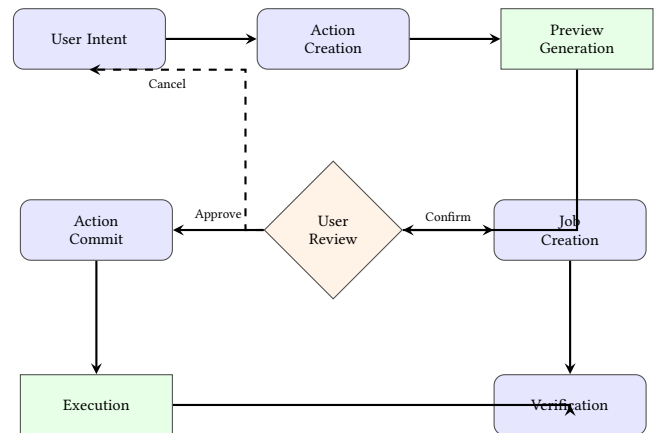 User Intent
Action
Creation
Preview
Generation
Cancel
Action
Commit
Approve
User
Review
Confirm
Job
Creation
Execution
Verification